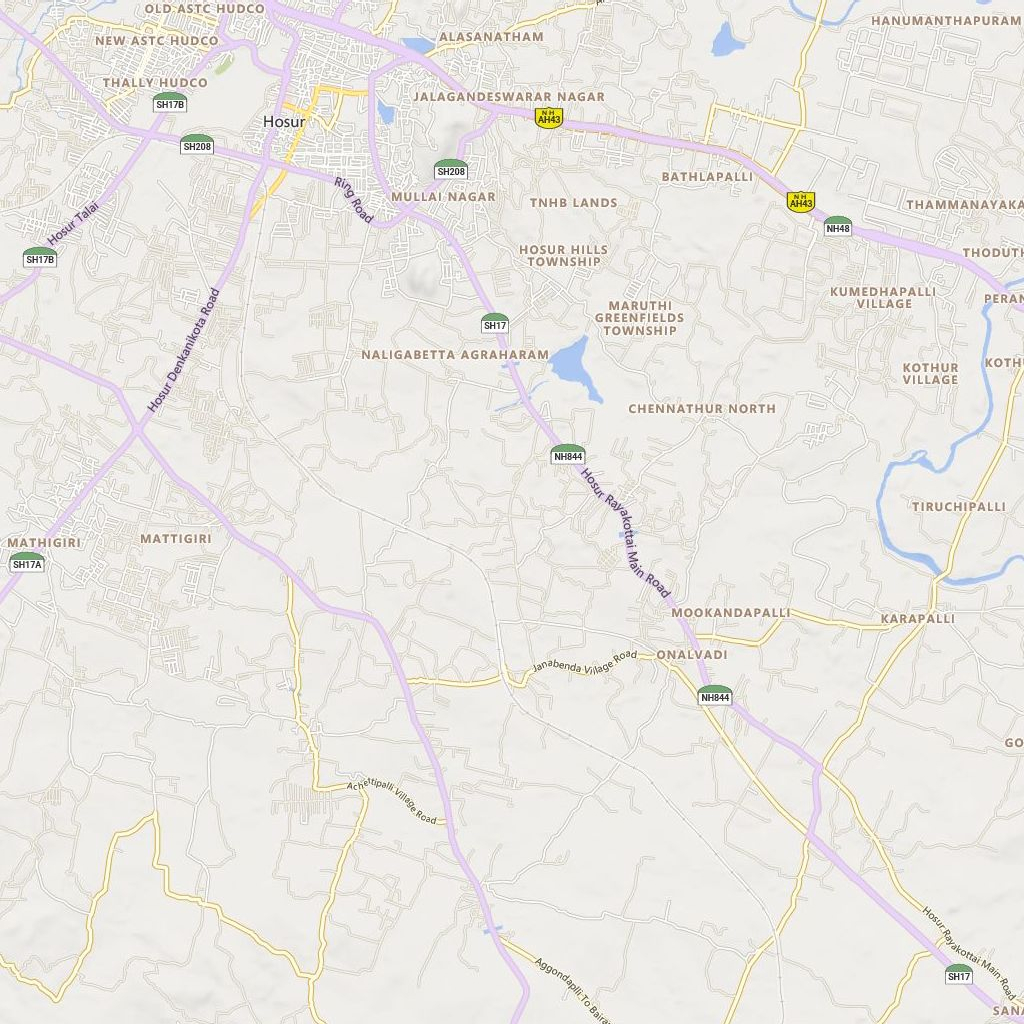 OLD ASTC HUDCO
HANUMANTHAPURAM
NEW ASTC HUDCO
ALASANATHAM
THALLY HUDCO
JALAGANDESWARAR NAGAR
SH17B
NH
AH43
Hosur
SH208
SH208
BATHLAPALLI
Ring Road
MULLAI NAGAR
TNHB LANDS
NH
AH43
THAMMANAYAKA
Hosur Talai
NH48
HOSUR HILLS
TOWNSHIP
SH17B
THODUTH
KUMEDHAPALLI
VILLAGE
PERAN
MARUTHI
GREENFIELDS
TOWNSHIP
SH17
Hosur Denkanikota Road
NALIGABETTA AGRAHARAM
KOTHUR
VILLAGE
KOTHU
CHENNATHUR NORTH
NH844
Hosur Rayakottai Main Road
TIRUCHIPALLI
MATHIGIRI
MATTIGIRI
SH17A
MOOKANDAPALLI
KARAPALLI
ONALVADI
Janabenda Village Road
NH844
GO
Achettipalli Village Road
Hosur Rayakottai Main Road
Aggondaplli To Baira
SH17
SANA